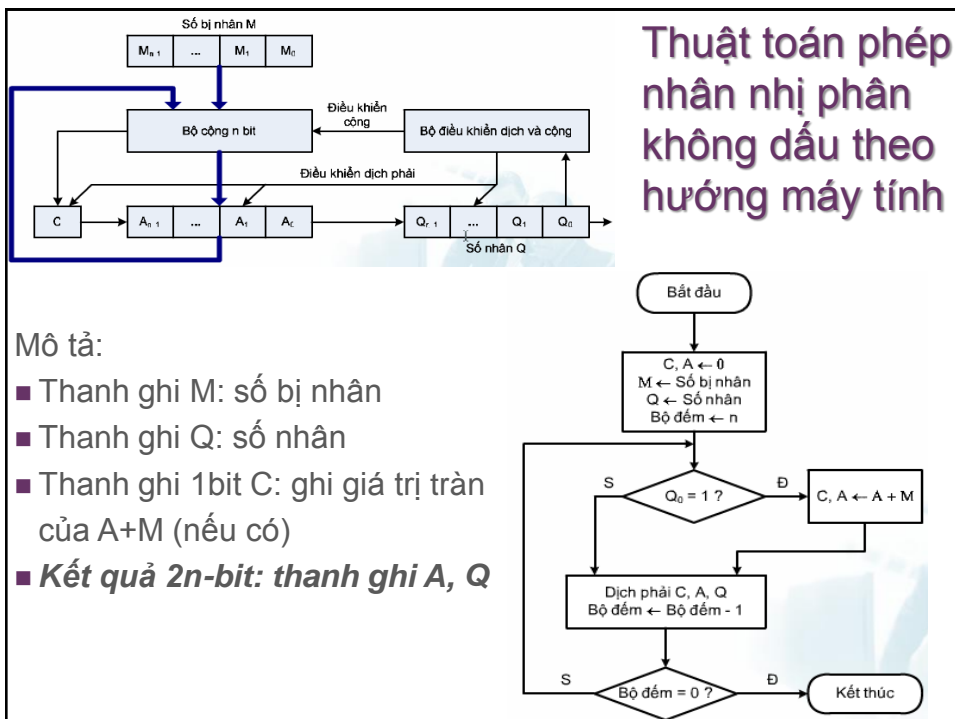 Thuật toán phép
nhân nhị phân
không dấu theo
hướng máy tính
Số bị nhân M
Mₙ₋₁ ... M₁ M₀
Bộ cộng n bit
Điều khiển
cộng
Bộ điều khiển dịch và cộng
Điều khiển dịch phải
C
Aₙ₋₁ ... A₁ A₀
Qₙ₋₁ ... Q₁ Q₀
Số nhân Q
Mô tả:
■ Thanh ghi M: số bị nhân
■ Thanh ghi Q: số nhân
■ Thanh ghi 1bit C: ghi giá trị tràn
của A+M (nếu có)
■ Kết quả 2n-bit: thanh ghi A, Q
Bắt đầu
C, A ← 0
M ← Số bị nhân
Q ← Số nhân
Bộ đếm ← n
S
Q₀ = 1 ?
Đ
C, A ← A + M
Dịch phải C, A, Q
Bộ đếm ← Bộ đếm - 1
S
Bộ đếm = 0 ?
Đ
Kết thúc